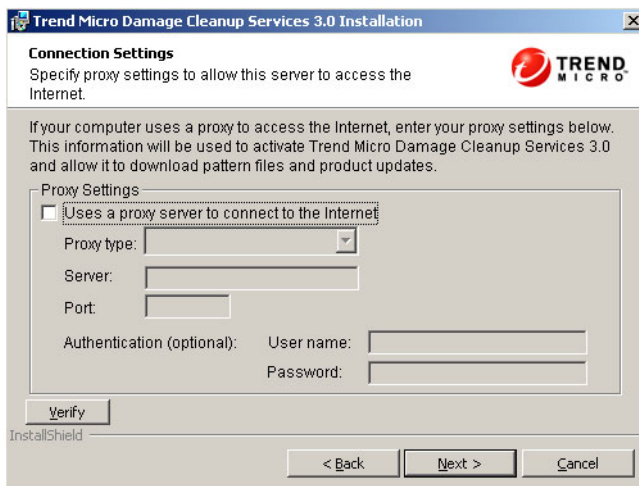 Trend Micro Damage Cleanup Services 3.0 Installation
Connection Settings
Specify proxy settings to allow this server to access the
Internet.
TREND
MICRO™
If your computer uses a proxy to access the Internet, enter your proxy settings below.
This information will be used to activate Trend Micro Damage Cleanup Services 3.0
and allow it to download pattern files and product updates.
Proxy Settings
Uses a proxy server to connect to the Internet
Proxy type:
Server:
Port:
Authentication (optional): User name:
Password:
Verify
InstallShield
< Back Next > Cancel